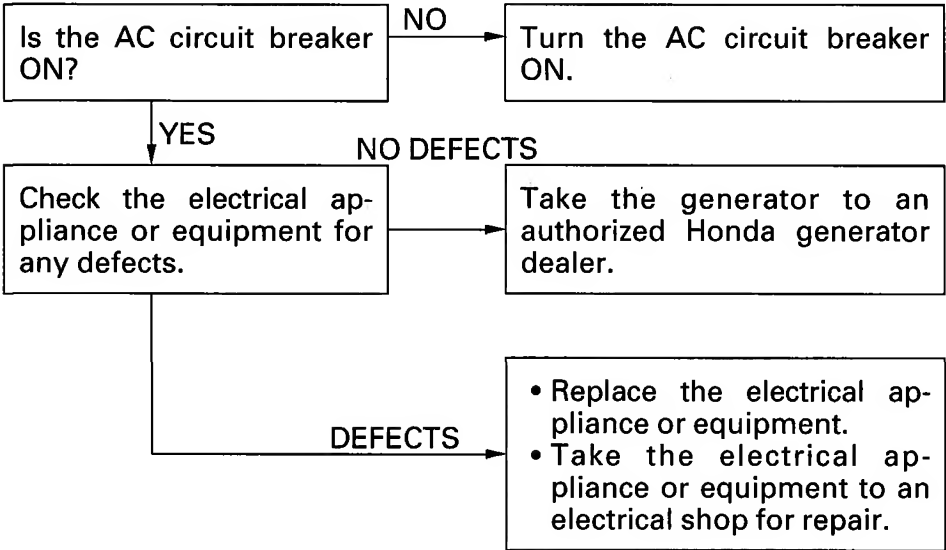 Is the AC circuit breaker
ON?
NO
Turn the AC circuit breaker
ON.
YES
NO DEFECTS
Check the electrical ap-
pliance or equipment for
any defects.
Take the generator to an
authorized Honda generator
dealer.
DEFECTS
• Replace the electrical ap-
pliance or equipment.
• Take the electrical ap-
pliance or equipment to an
electrical shop for repair.